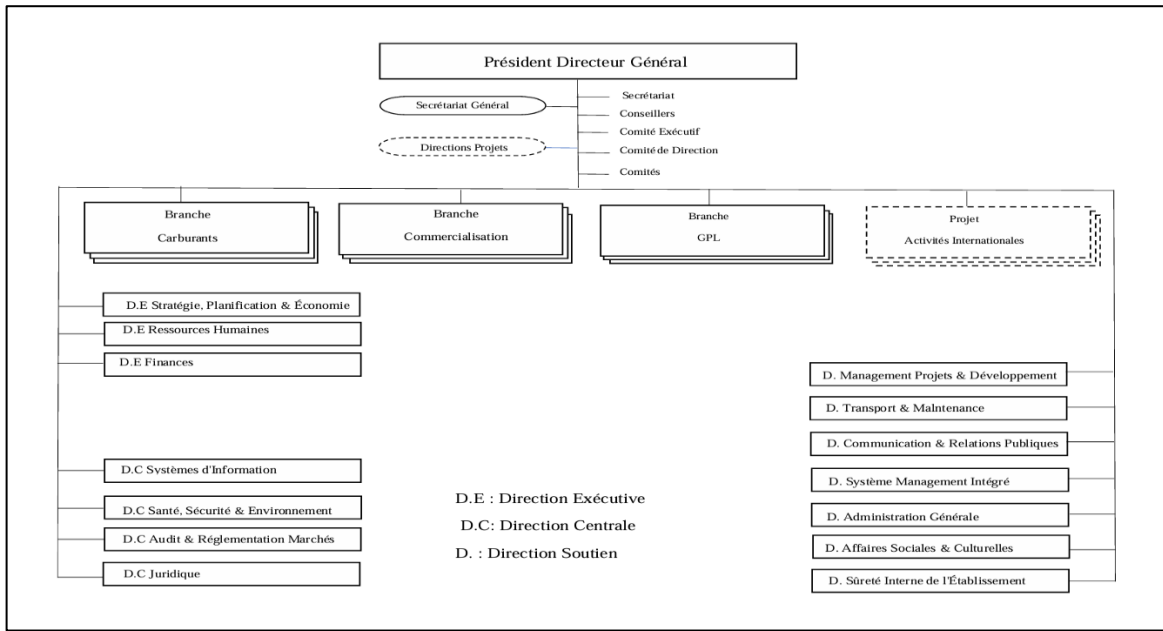 Président Directeur Général
Secrétariat Général
Directions Projets
Secrétariat
Conseillers
Comité Exécutif
Comité de Direction
Comités
Branche
Carburants
Branche
Commercialisation
Branche
GPL
Projet
Activités Internationales
D.E Stratégie, Planification & Économie
D.E Ressources Humaines
D.E Finances
D.C Systèmes d'Information
D.C Santé, Sécurité & Environnement
D.C Audit & Réglementation Marchés
D.C Juridique
D.E : Direction Exécutive
D.C: Direction Centrale
D. : Direction Soutien
D. Management Projets & Développement
D. Transport & Maintenance
D. Communication & Relations Publiques
D. Système Management Intégré
D. Administration Générale
D. Affaires Sociales & Culturelles
D. Sûreté Interne de l'Établissement